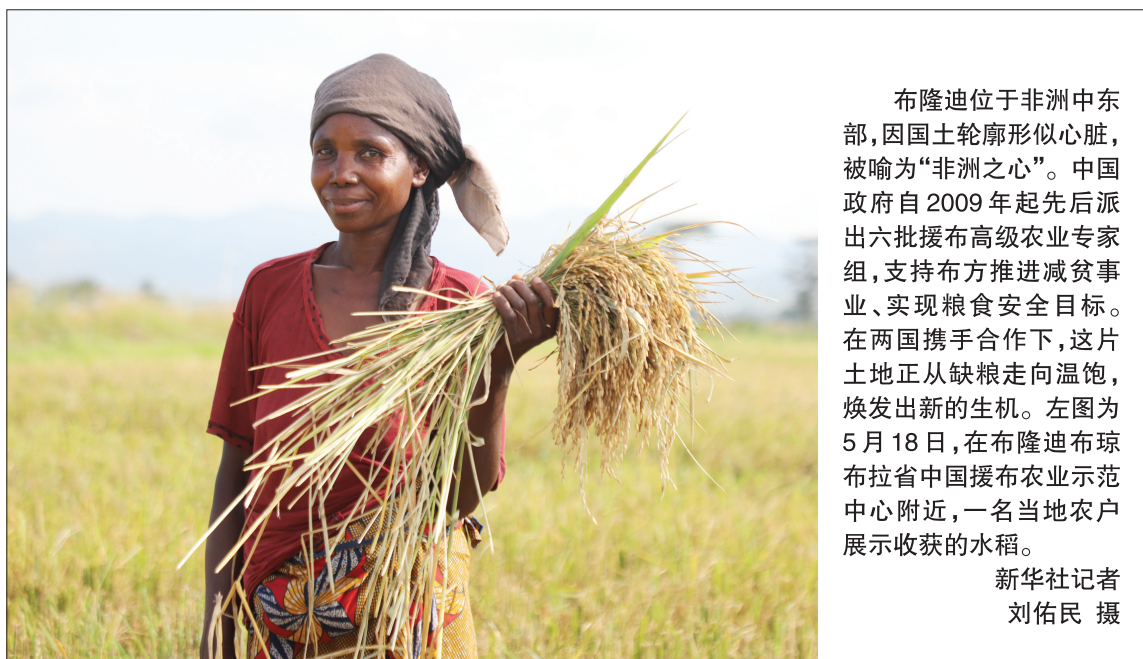 布隆迪位于非洲中东
部,因国土轮廓形似心脏,
被喻为“非洲之心”。中国
政府自2009年起先后派
出六批援布高级农业专家
组,支持布方推进减贫事
业、实现粮食安全目标。
在两国携手合作下,这片
土地正从缺粮走向温饱,
焕发出新的生机。左图为
5月18日,在布隆迪布琼
布拉省中国援布农业示范
中心附近,一名当地农户
展示收获的水稻。
新华社记者
刘佑民 摄